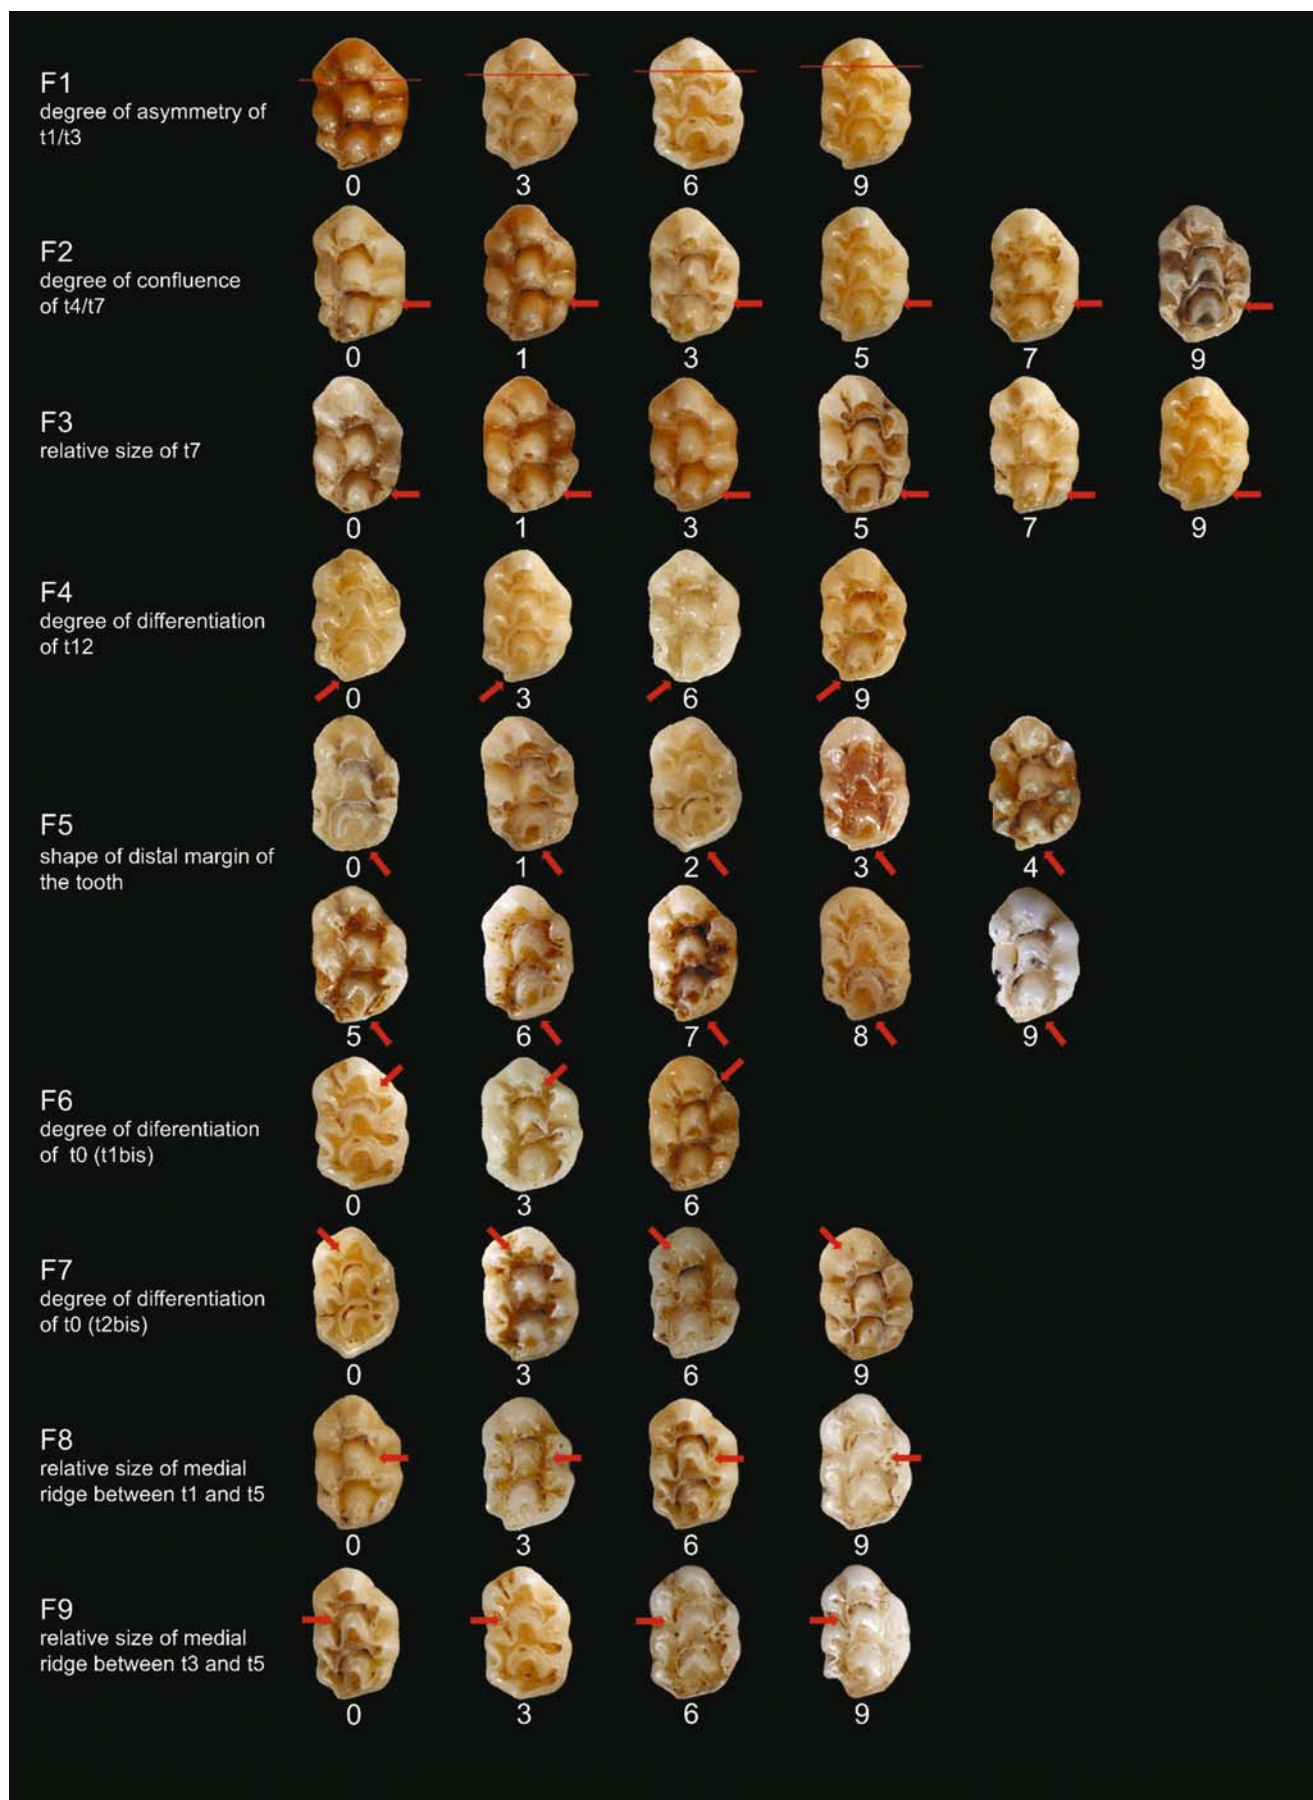 F1
degree of asymmetry of
t1/t3
0 3 6 9
F2
degree of confluence
of t4/t7
0 1 3 5 7 9
F3
relative size of t7
0 1 3 5 7 9
F4
degree of differentiation
of t12
0 3 6 9
F5
shape of distal margin of
the tooth
0 1 2 3 4
5 6 7 8 9
F6
degree of diferentiation
of t0 (t1bis)
0 3 6
F7
degree of differentiation
of t0 (t2bis)
0 3 6 9
F8
relative size of medial
ridge between t1 and t5
0 3 6 9
F9
relative size of medial
ridge between t3 and t5
0 3 6 9